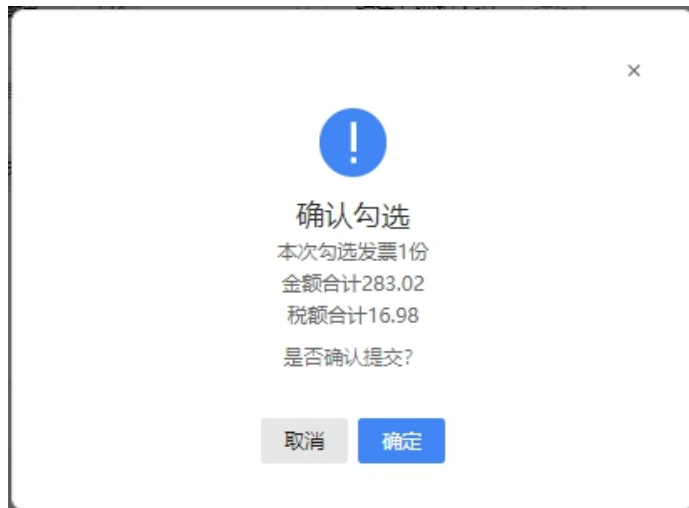 确认勾选
本次勾选发票1份
金额合计283.02
税额合计16.98
是否确认提交?
取消 确定